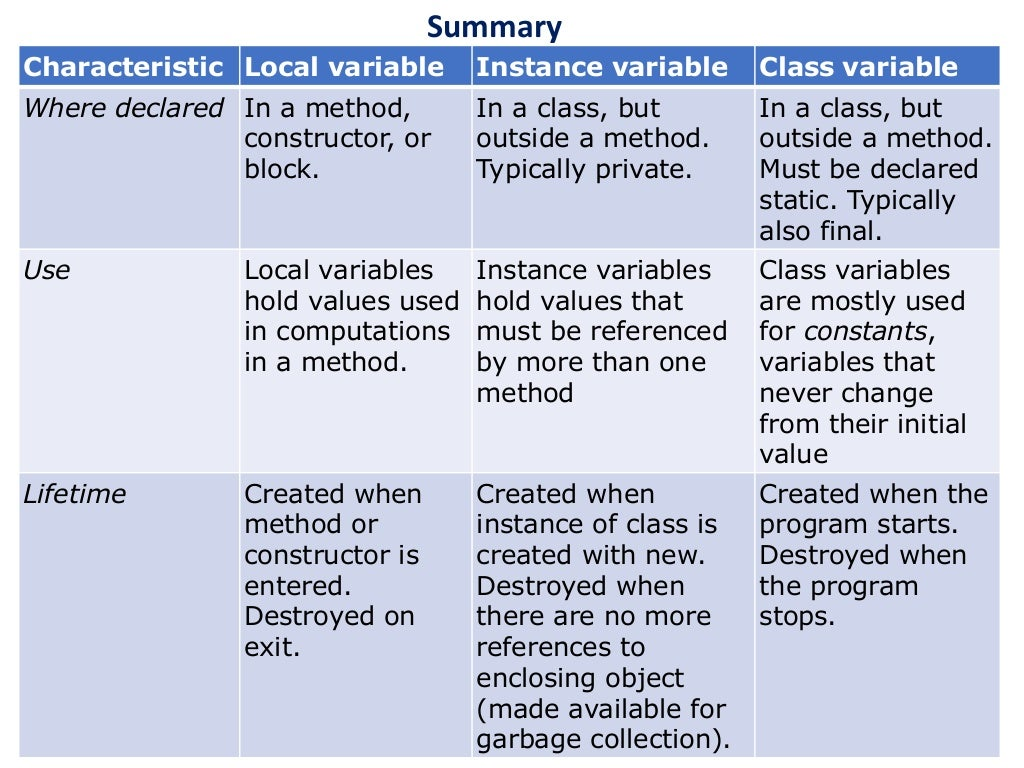 Summary
Characteristic Local variable Instance variable Class variable
Where declared
In a method,
constructor, or
block.
In a class, but
outside a method.
Typically private.
In a class, but
outside a method.
Must be declared
static. Typically
also final.
Use
Local variables
hold values used
in computations
in a method.
Instance variables
hold values that
must be referenced
by more than one
method
Class variables
are mostly used
for constants,
variables that
never change
from their initial
value
Lifetime
Created when
method or
constructor is
entered.
Destroyed on
exit.
Created when
instance of class is
created with new.
Destroyed when
there are no more
references to
enclosing object
(made available for
garbage collection).
Created when the
program starts.
Destroyed when
the program
stops.